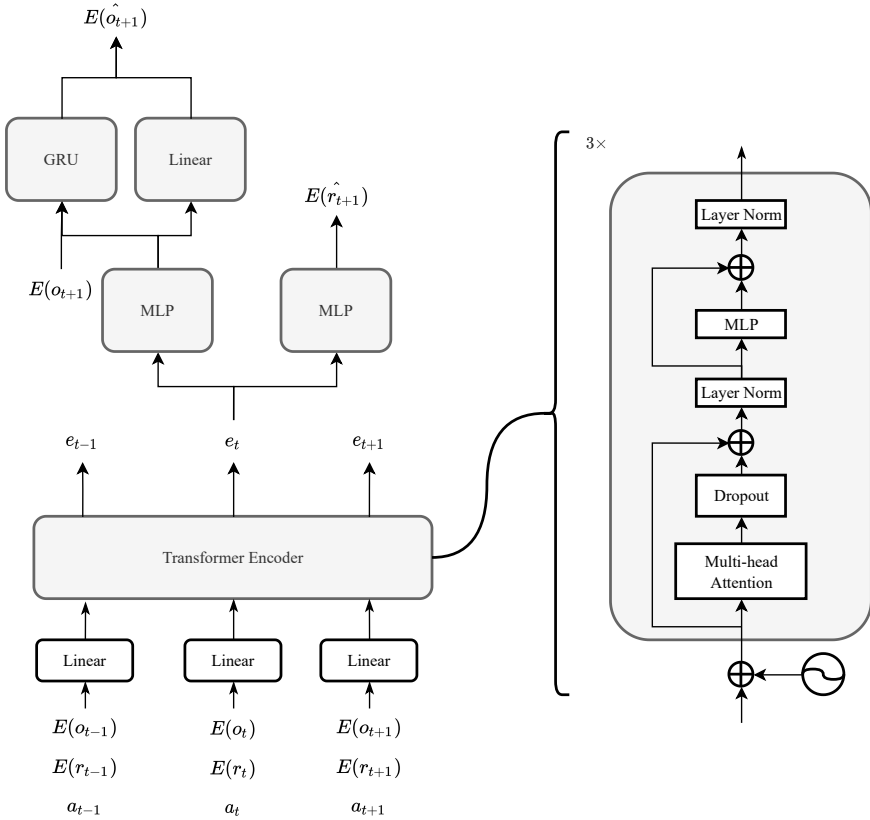 E(ô_{t+1})
GRU
Linear
E(r̂_{t+1})
E(o_{t+1})
MLP
MLP
e_{t-1}
e_t
e_{t+1}
Transformer Encoder
Linear
Linear
Linear
E(o_{t-1})
E(o_t)
E(o_{t+1})
E(r_{t-1})
E(r_t)
E(r_{t+1})
a_{t-1}
a_t
a_{t+1}
3×
Layer Norm
MLP
Layer Norm
Dropout
Multi-head
Attention